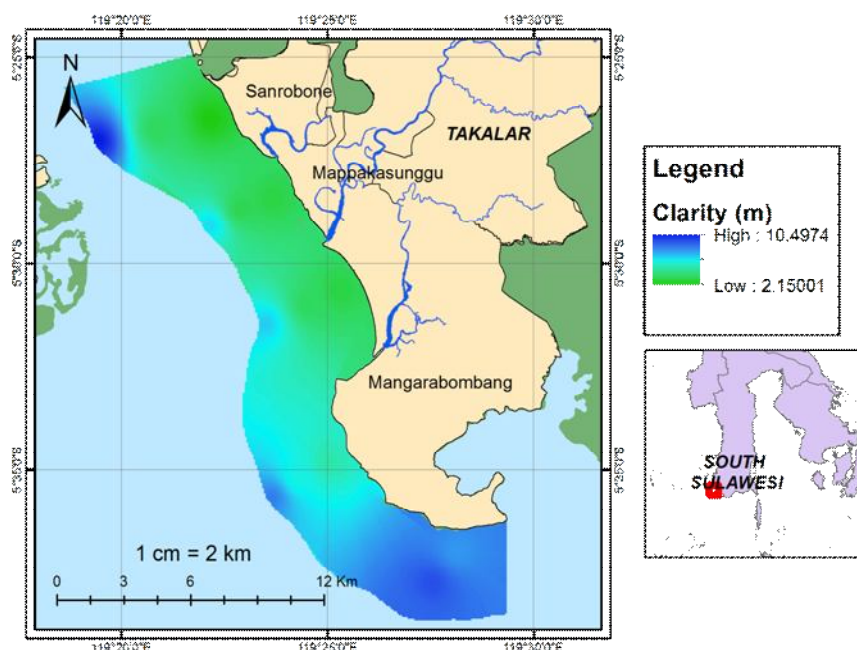 119°20'0"E 119°25'0"E 119°30'0"E
5°25'0"S 5°25'0"S
N
Sanrobone
TAKALAR
Mappakasunggu
5°30'0"S 5°30'0"S
Mangarabombang
5°35'0"S 5°35'0"S
1 cm = 2 km
0 3 6 12 Km
119°20'0"E 119°25'0"E 119°30'0"E
Legend
Clarity (m)
High : 10.4974
Low : 2.15001
SOUTH
SULAWESI